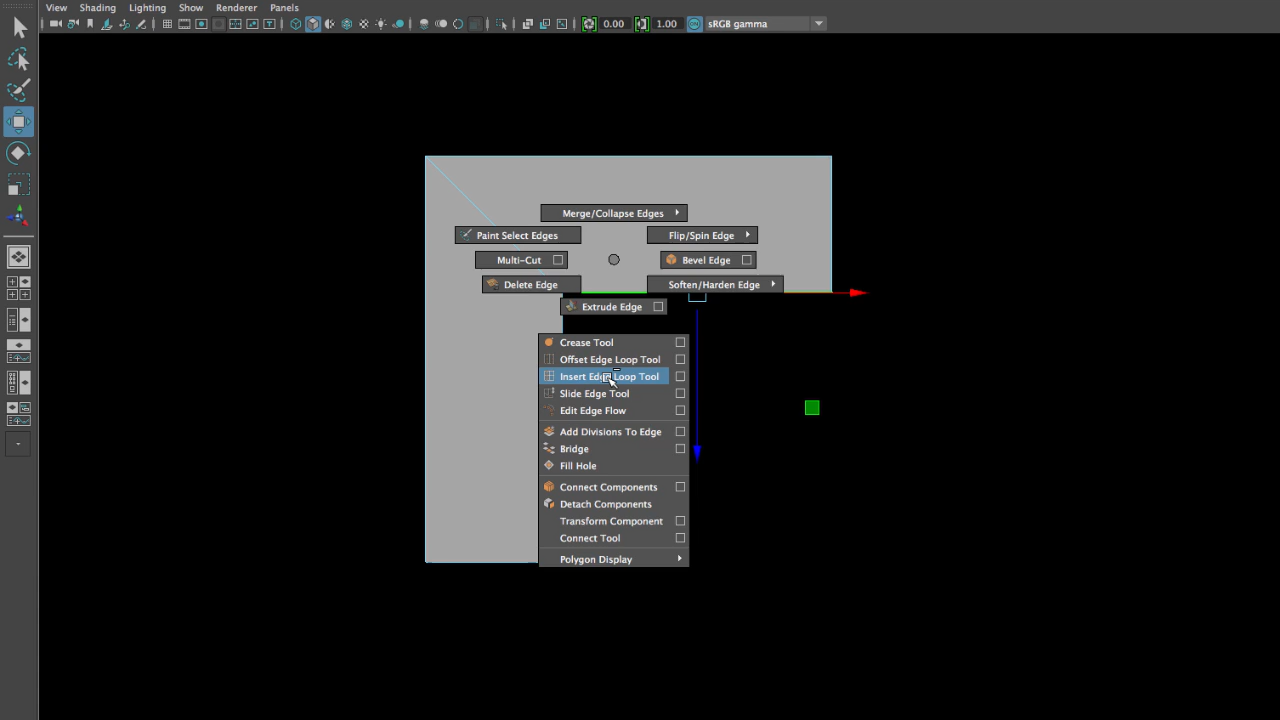 View Shading Lighting Show Renderer Panels
0.00 1.00 ON sRGB gamma
Merge/Collapse Edges
Paint Select Edges Flip/Spin Edge
Multi-Cut Bevel Edge
Delete Edge Soften/Harden Edge
Extrude Edge
Crease Tool
Offset Edge Loop Tool
Insert Edge Loop Tool
Slide Edge Tool
Edit Edge Flow
Add Divisions To Edge
Bridge
Fill Hole
Connect Components
Detach Components
Transform Component
Connect Tool
Polygon Display